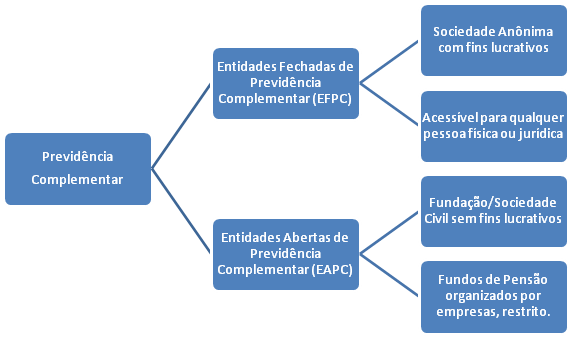 Previdência
Complementar
Entidades Fechadas de
Previdência
Complementar (EFPC)
Sociedade Anônima
com fins lucrativos
Acessível para qualquer
pessoa física ou jurídica
Entidades Abertas de
Previdência
Complementar (EAPC)
Fundação/Sociedade
Civil sem fins lucrativos
Fundos de Pensão
organizados por
empresas, restrito.